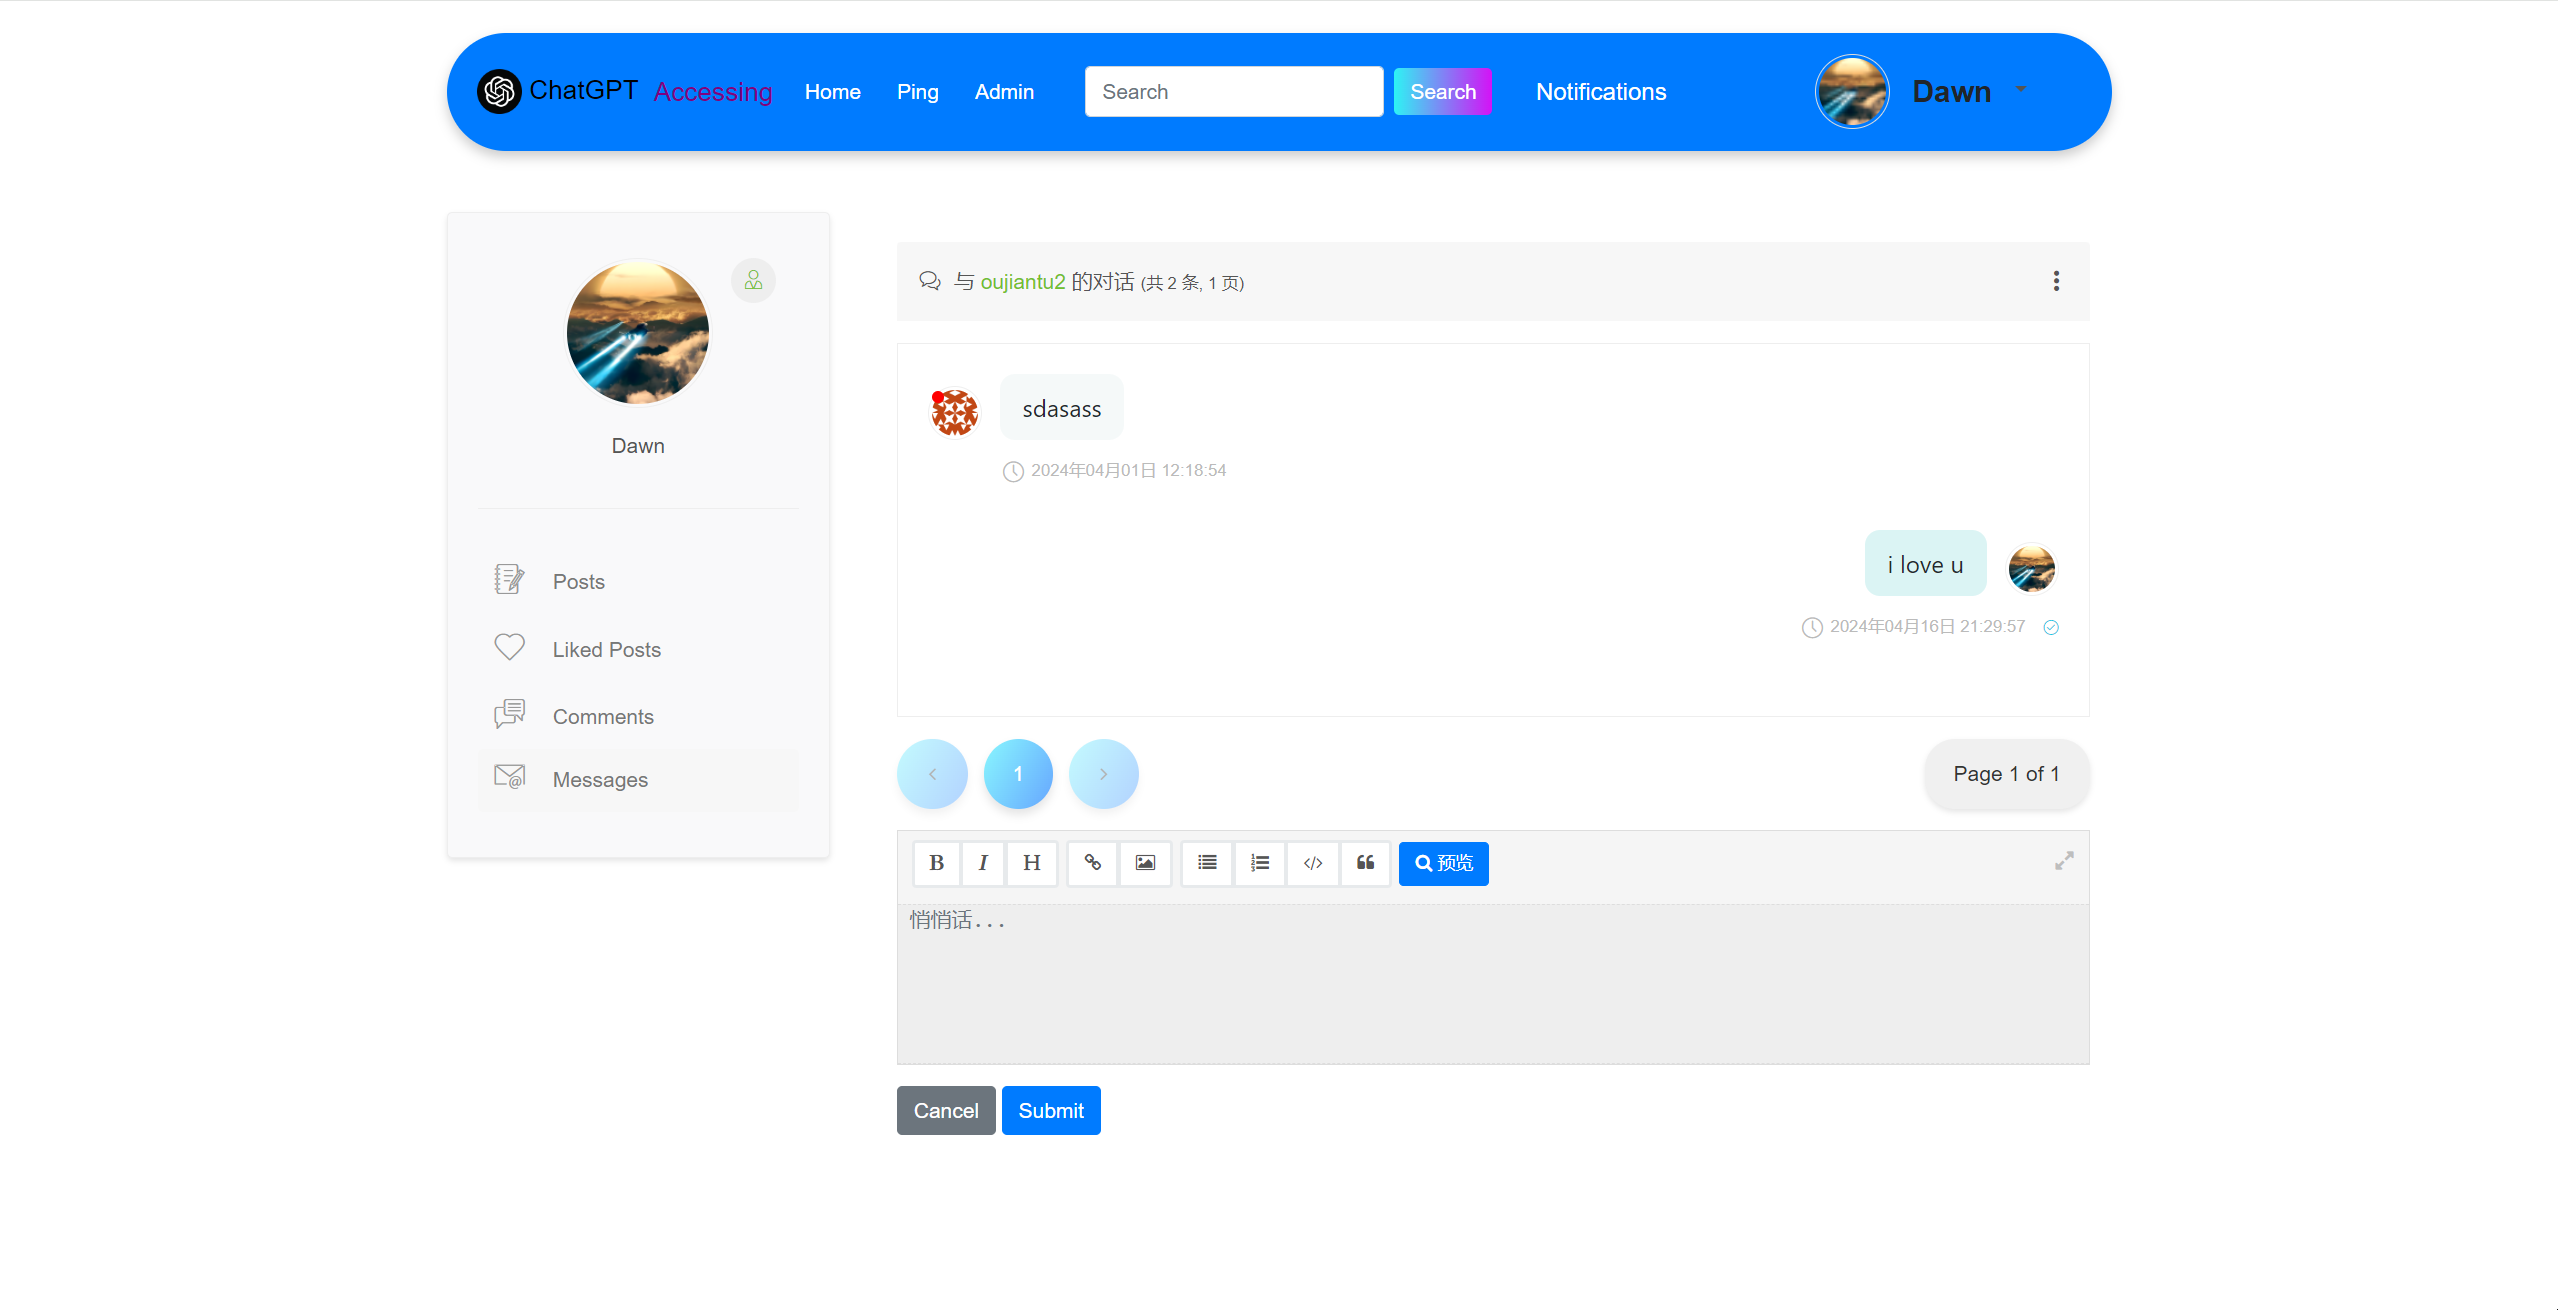 ChatGPT Accessing Home Ping Admin Search Search Notifications Dawn
Dawn
Posts
Liked Posts
Comments
Messages
与 oujiantu2 的对话 (共 2 条, 1 页)
sdasass
2024年04月01日 12:18:54
i love u
2024年04月16日 21:29:57
1
Page 1 of 1
B I H 预览
悄悄话...
Cancel Submit